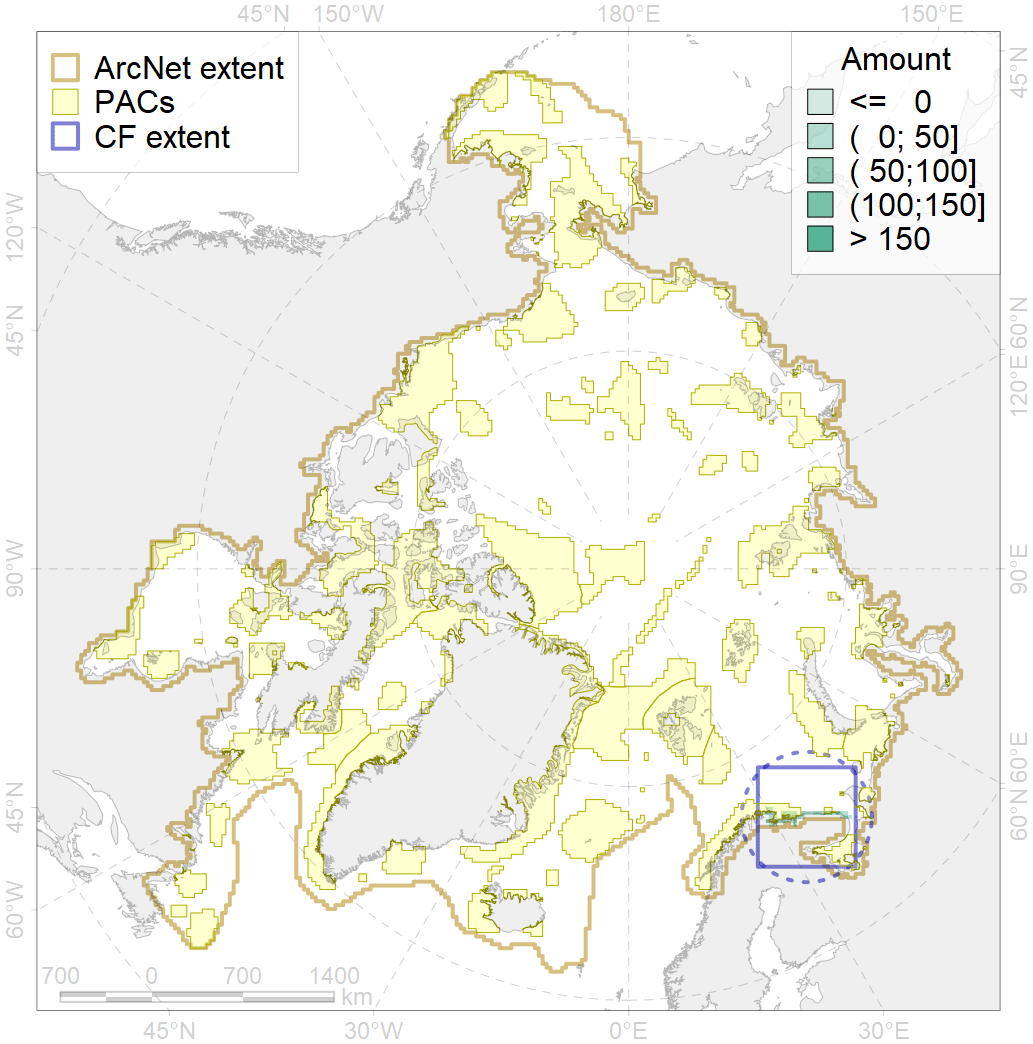 45°N 150°W 180°E 150°E
ArcNet extent
PACs
CF extent
Amount
<= 0
( 0; 50]
( 50;100]
(100;150]
> 150
45°N
120°W
60°N
45°N
120°E
90°W
90°E
60°E
45°N
60°N
60°W
700 0 700 1400
km
45°N 30°W 0°E 30°E